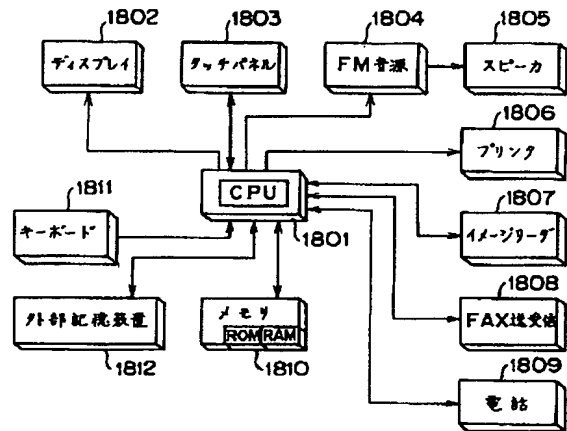 1802
ディスプレイ
1803
タッチパネル
1804
FM音源
1805
スピーカ
1806
プリンタ
CPU
1801
1811
キーボード
1807
イメージリーダ
外部記憶装置
1812
メモリ
ROM RAM
1810
1808
FAX送受信
1809
電話